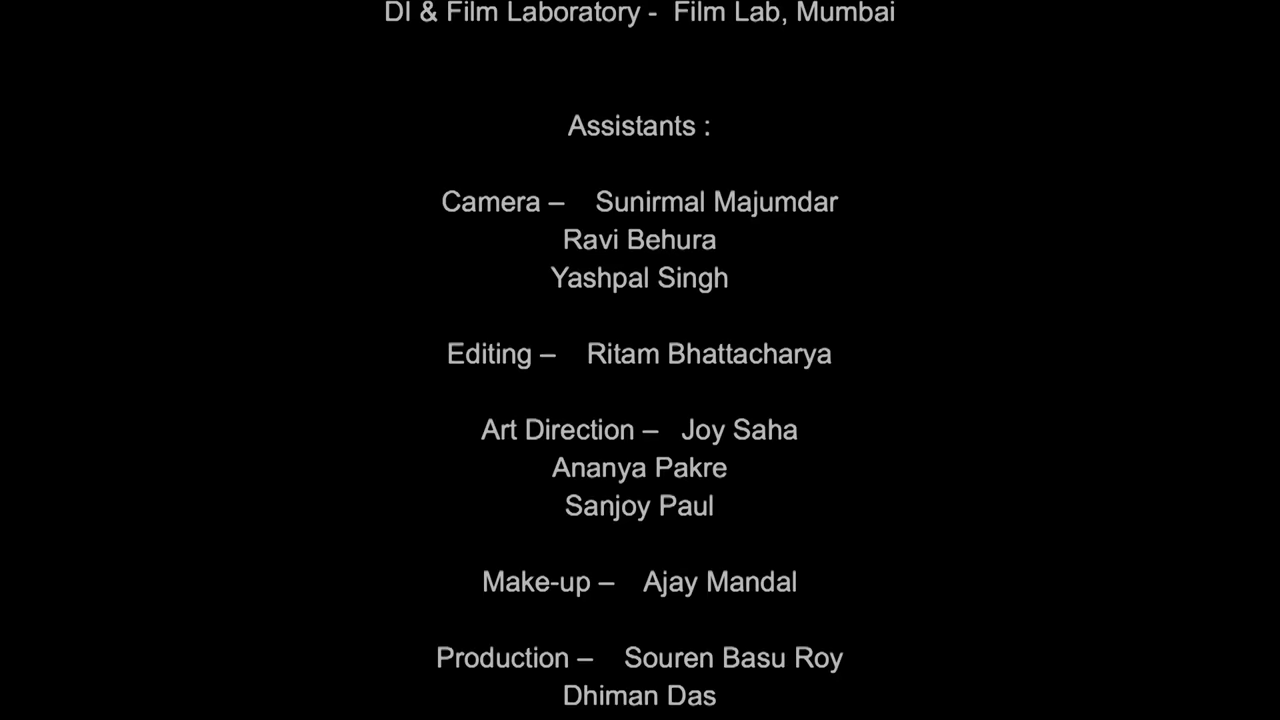 DI & Film Laboratory - Film Lab, Mumbai
Assistants :
Camera – Sunirmal Majumdar
Ravi Behura
Yashpal Singh
Editing – Ritam Bhattacharya
Art Direction – Joy Saha
Ananya Pakre
Sanjoy Paul
Make-up – Ajay Mandal
Production – Souren Basu Roy
Dhiman Das